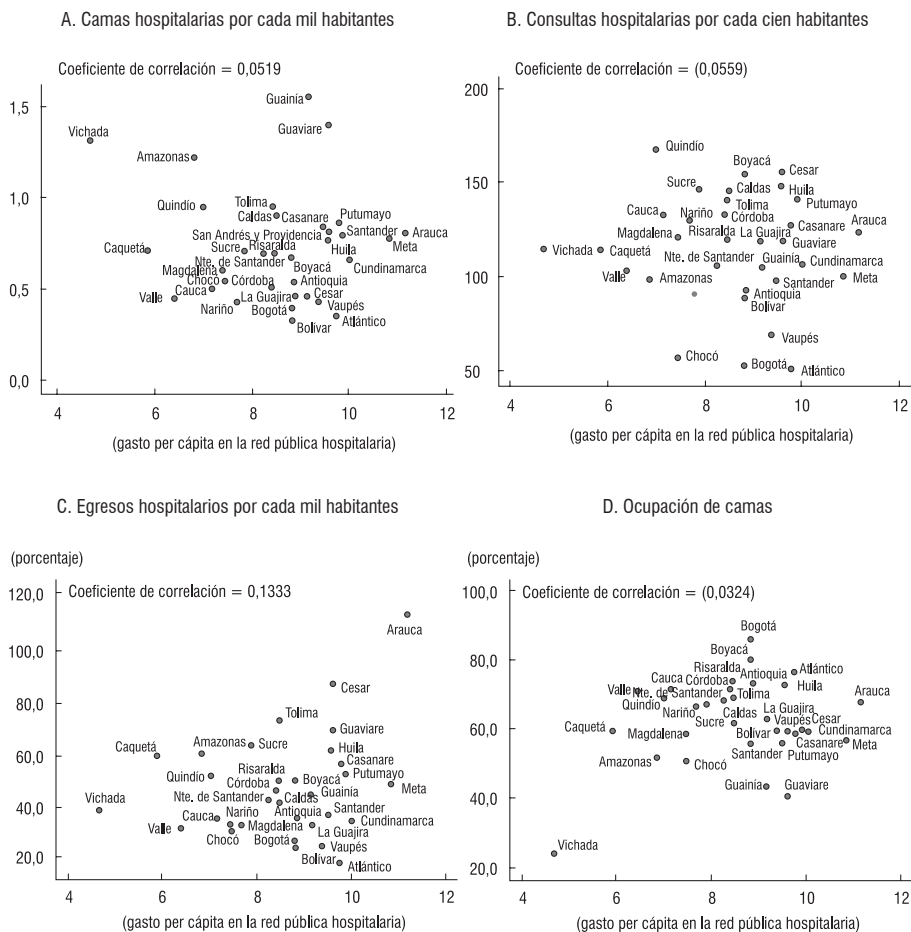 A. Camas hospitalarias por cada mil habitantes
Coeficiente de correlación = 0,0519
1,5
1,0
0,5
0,0
Guainía
Guaviare
Vichada
Amazonas
Quindío
Tolima
Caldas
Casanare
Putumayo
San Andrés y Providencia
Santander
Arauca
Caquetá
Sucre
Risaralda
Huila
Meta
Nte. de Santander
Cundinamarca
Magdalena
Boyacá
Chocó
Córdoba
Antioquia
Cauca
La Guajira
Cesar
Valle
Nariño
Bogotá
Vaupés
Bolívar
Atlántico
4 6 8 10 12
(gasto per cápita en la red pública hospitalaria)
B. Consultas hospitalarias por cada cien habitantes
Coeficiente de correlación = (0,0559)
200
150
100
50
Quindío
Boyacá
Cesar
Sucre
Caldas
Huila
Tolima
Putumayo
Cauca
Nariño
Córdoba
Casanare
Arauca
Magdalena
Risaralda
La Guajira
Guaviare
Vichada
Caquetá
Nte. de Santander
Guainía
Cundinamarca
Valle
Amazonas
Santander
Meta
Antioquia
Bolívar
Vaupés
Chocó
Bogotá
Atlántico
4 6 8 10 12
(gasto per cápita en la red pública hospitalaria)
C. Egresos hospitalarios por cada mil habitantes
(porcentaje)
Coeficiente de correlación = 0,1333
120,0
100,0
80,0
60,0
40,0
20,0
Arauca
Cesar
Tolima
Guaviare
Caquetá
Amazonas
Sucre
Huila
Casanare
Quindío
Risaralda
Boyacá
Putumayo
Córdoba
Guainía
Meta
Vichada
Nte. de Santander
Caldas
Cauca
Nariño
Antioquia
Santander
Valle
Magdalena
La Guajira
Cundinamarca
Chocó
Bogotá
Vaupés
Bolívar
Atlántico
4 6 8 10 12
(gasto per cápita en la red pública hospitalaria)
D. Ocupación de camas
(porcentaje)
Coeficiente de correlación = (0,0324)
100,0
80,0
60,0
40,0
20,0
Bogotá
Boyacá
Risaralda
Atlántico
Cauca
Córdoba
Antioquia
Valle
Nte. de Santander
Tolima
Huila
Arauca
Quindío
La Guajira
Nariño
Sucre
Caldas
Vaupés
Cesar
Caquetá
Magdalena
Bolívar
Cundinamarca
Casanare
Meta
Santander
Putumayo
Amazonas
Chocó
Guainía
Guaviare
Vichada
4 6 8 10 12
(gasto per cápita en la red pública hospitalaria)